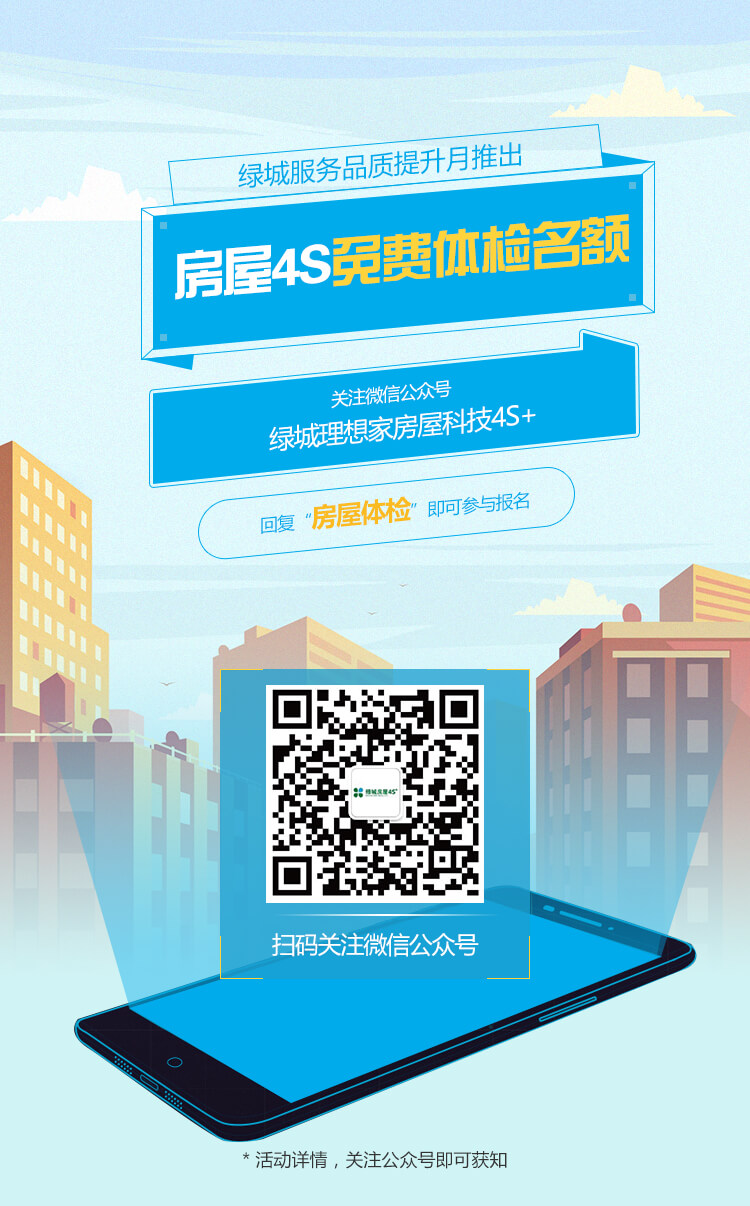 绿城服务品质提升月推出
房屋4S免费体检名额
关注微信公众号
绿城理想家房屋科技4S+
回复“房屋体检”即可参与报名
绿城房屋4S+
扫码关注微信公众号
* 活动详情，关注公众号即可获知